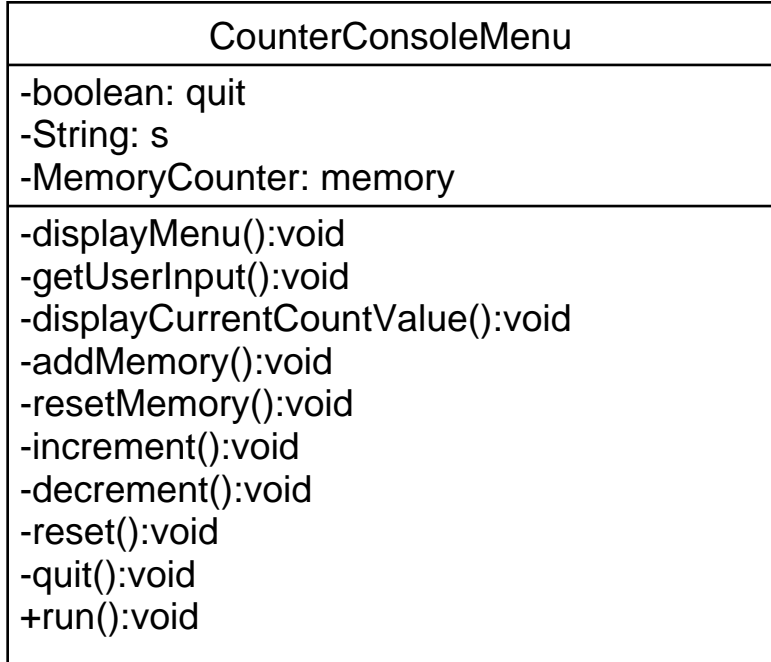 CounterConsoleMenu
-boolean: quit
-String: s
-MemoryCounter: memory
-displayMenu():void
-getUserInput():void
-displayCurrentCountValue():void
-addMemory():void
-resetMemory():void
-increment():void
-decrement():void
-reset():void
-quit():void
+run():void